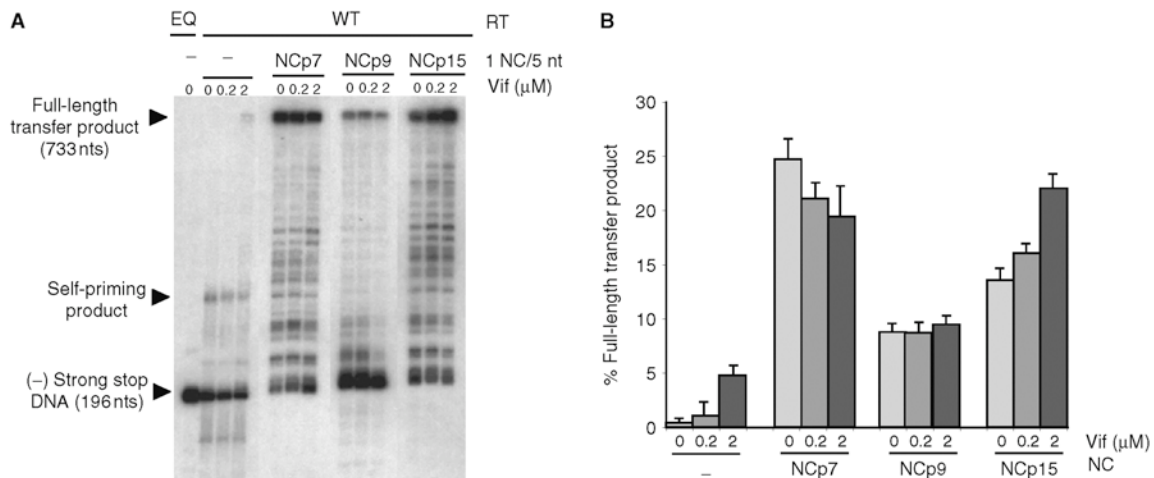 A
EQ WT RT
– – NCp7 NCp9 NCp15 1 NC/5 nt
0 0 0.2 2 0 0.2 2 0 0.2 2 0 0.2 2 Vif (μM)
Full-length
transfer product
(733 nts)
Self-priming
product
(–) Strong stop
DNA (196 nts)
B
% Full-length transfer product
30
25
20
15
10
5
0
0 0.2 2 0 0.2 2 0 0.2 2 0 0.2 2 Vif (μM)
– NCp7 NCp9 NCp15 NC